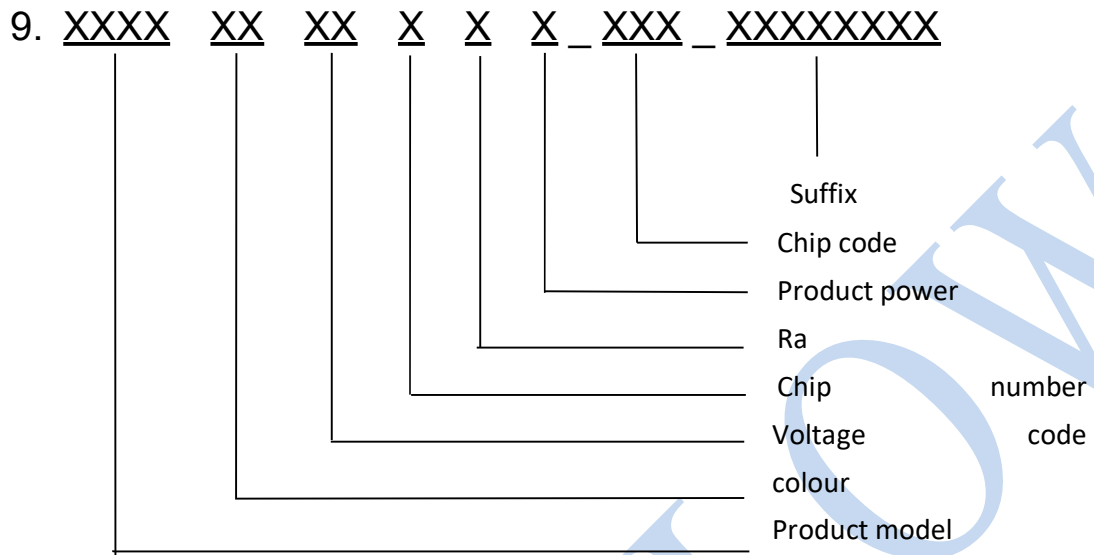 9. XXXX XX XX X X X _ XXX _ XXXXXXXX
Suffix
Chip code
Product power
Ra
Chip number
Voltage code
colour
Product model